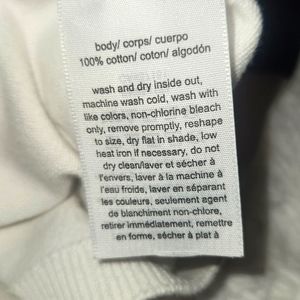 body/ corps/ cuerpo
100% cotton/ coton/ algodón
wash and dry inside out,
machine wash cold, wash with
like colors, non-chlorine bleach
only, remove promptly, reshape
to size, dry flat in shade, low
heat iron if necessary, do not
dry clean/laver et sécher à
l'envers, laver à la machine à
l'eau froide, laver en séparant
les couleurs, seulement agent
de blanchiment non-chlore,
retirer immédiatement, remettre
en forme, sécher à plat à